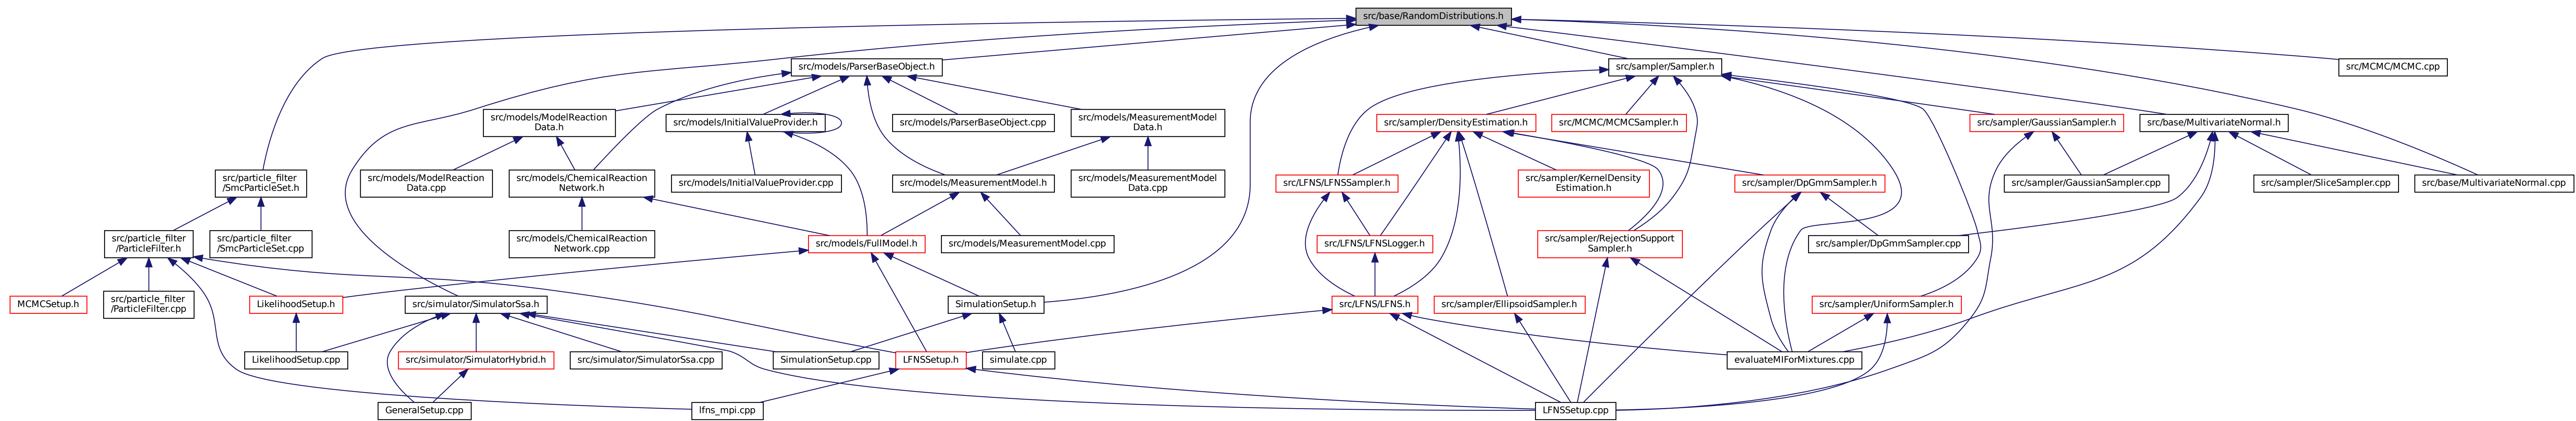 src/base/RandomDistributions.h
src/models/ParserBaseObject.h
src/sampler/Sampler.h
src/MCMC/MCMC.cpp
src/models/ModelReaction
Data.h
src/models/InitialValueProvider.h
src/models/ParserBaseObject.cpp
src/models/MeasurementModel
Data.h
src/sampler/DensityEstimation.h
src/MCMC/MCMCSampler.h
src/sampler/GaussianSampler.h
src/base/MultivariateNormal.h
src/particle_filter
/SmcParticleSet.h
src/models/ModelReaction
Data.cpp
src/models/ChemicalReaction
Network.h
src/models/InitialValueProvider.cpp
src/models/MeasurementModel.h
src/models/MeasurementModel
Data.cpp
src/LFNS/LFNSSampler.h
src/sampler/KernelDensity
Estimation.h
src/sampler/DpGmmSampler.h
src/sampler/GaussianSampler.cpp
src/sampler/SliceSampler.cpp
src/base/MultivariateNormal.cpp
src/particle_filter
/ParticleFilter.h
src/particle_filter
/SmcParticleSet.cpp
src/models/ChemicalReaction
Network.cpp
src/models/FullModel.h
src/models/MeasurementModel.cpp
src/LFNS/LFNSLogger.h
src/sampler/RejectionSupport
Sampler.h
src/sampler/DpGmmSampler.cpp
MCMCSetup.h
src/particle_filter
/ParticleFilter.cpp
LikelihoodSetup.h
src/simulator/SimulatorSsa.h
SimulationSetup.h
src/LFNS/LFNS.h
src/sampler/EllipsoidSampler.h
src/sampler/UniformSampler.h
LikelihoodSetup.cpp
src/simulator/SimulatorHybrid.h
src/simulator/SimulatorSsa.cpp
SimulationSetup.cpp
LFNSSetup.h
simulate.cpp
evaluateMIForMixtures.cpp
GeneralSetup.cpp
lfns_mpi.cpp
LFNSSetup.cpp